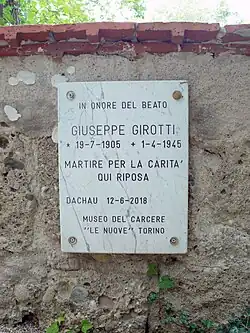 IN ONORE DEL BEATO
GIUSEPPE GIROTTI
* 19-7-1905 + 1-4-1945
MARTIRE PER LA CARITA'
QUI RIPOSA
DACHAU 12-6-2018
MUSEO DEL CARCERE
"LE NUOVE" TORINO